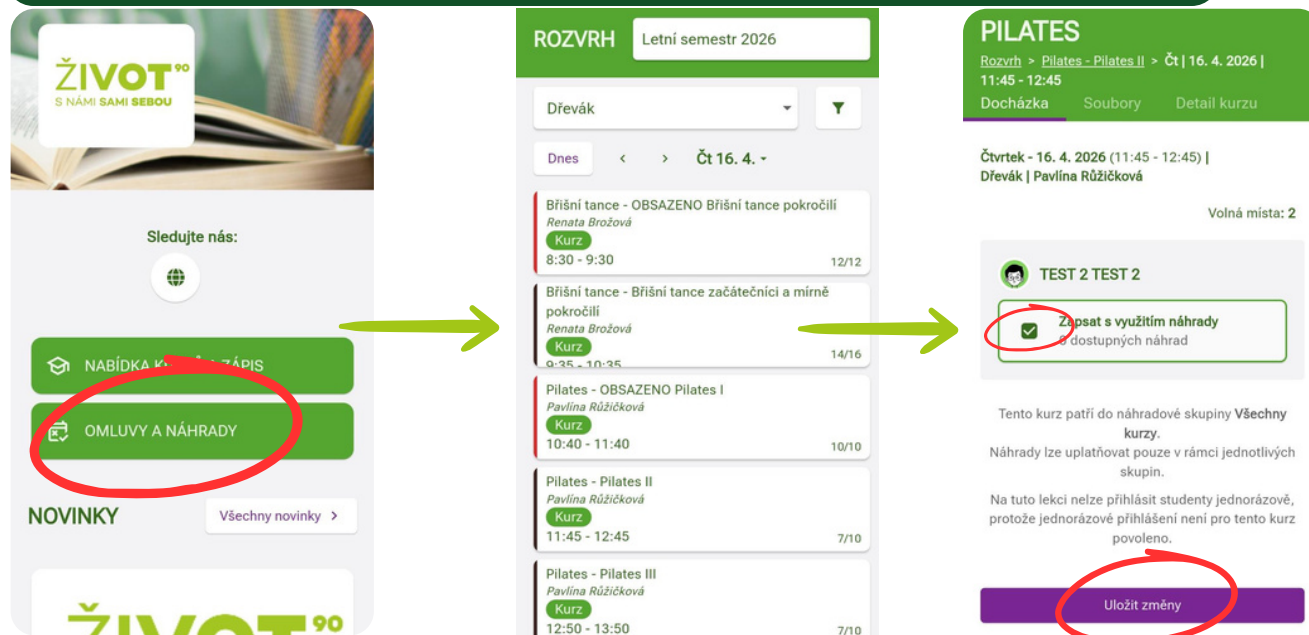 ŽIVOT 90
S NÁMI SAMI SEBOU
Sledujte nás:
NABÍDKA ZÁPIS
OMLUVY A NÁHRADY
NOVINKY
Všechny novinky >
ŽIVOT 90
ROZVRH
Letní semestr 2026
Dřevák
Dnes < > Čt 16. 4.
Břišní tance - OBSAZENO Břišní tance pokročilí
Renata Brožová
Kurz
8:30 - 9:30
12/12
Břišní tance - Břišní tance začátečníci a mírně
pokročilí
Renata Brožová
Kurz
9:35 - 10:35
14/16
Pilates - OBSAZENO Pilates I
Pavlína Růžičková
Kurz
10:40 - 11:40
10/10
Pilates - Pilates II
Pavlína Růžičková
Kurz
11:45 - 12:45
7/10
Pilates - Pilates III
Pavlína Růžičková
Kurz
12:50 - 13:50
7/10
PILATES
Rozvrh > Pilates - Pilates II > Čt | 16. 4. 2026 |
11:45 - 12:45
Docházka Soubory Detail kurzu
Čtvrtek - 16. 4. 2026 (11:45 - 12:45) |
Dřevák | Pavlína Růžičková
Volná místa: 2
TEST 2 TEST 2
Zapsat s využitím náhrady
dostupných náhrad
Tento kurz patří do náhradové skupiny Všechny
kurzy.
Náhrady lze uplatňovat pouze v rámci jednotlivých
skupin.
Na tuto lekci nelze přihlásit studenty jednorázově,
protože jednorázové přihlášení není pro tento kurz
povoleno.
Uložit změny